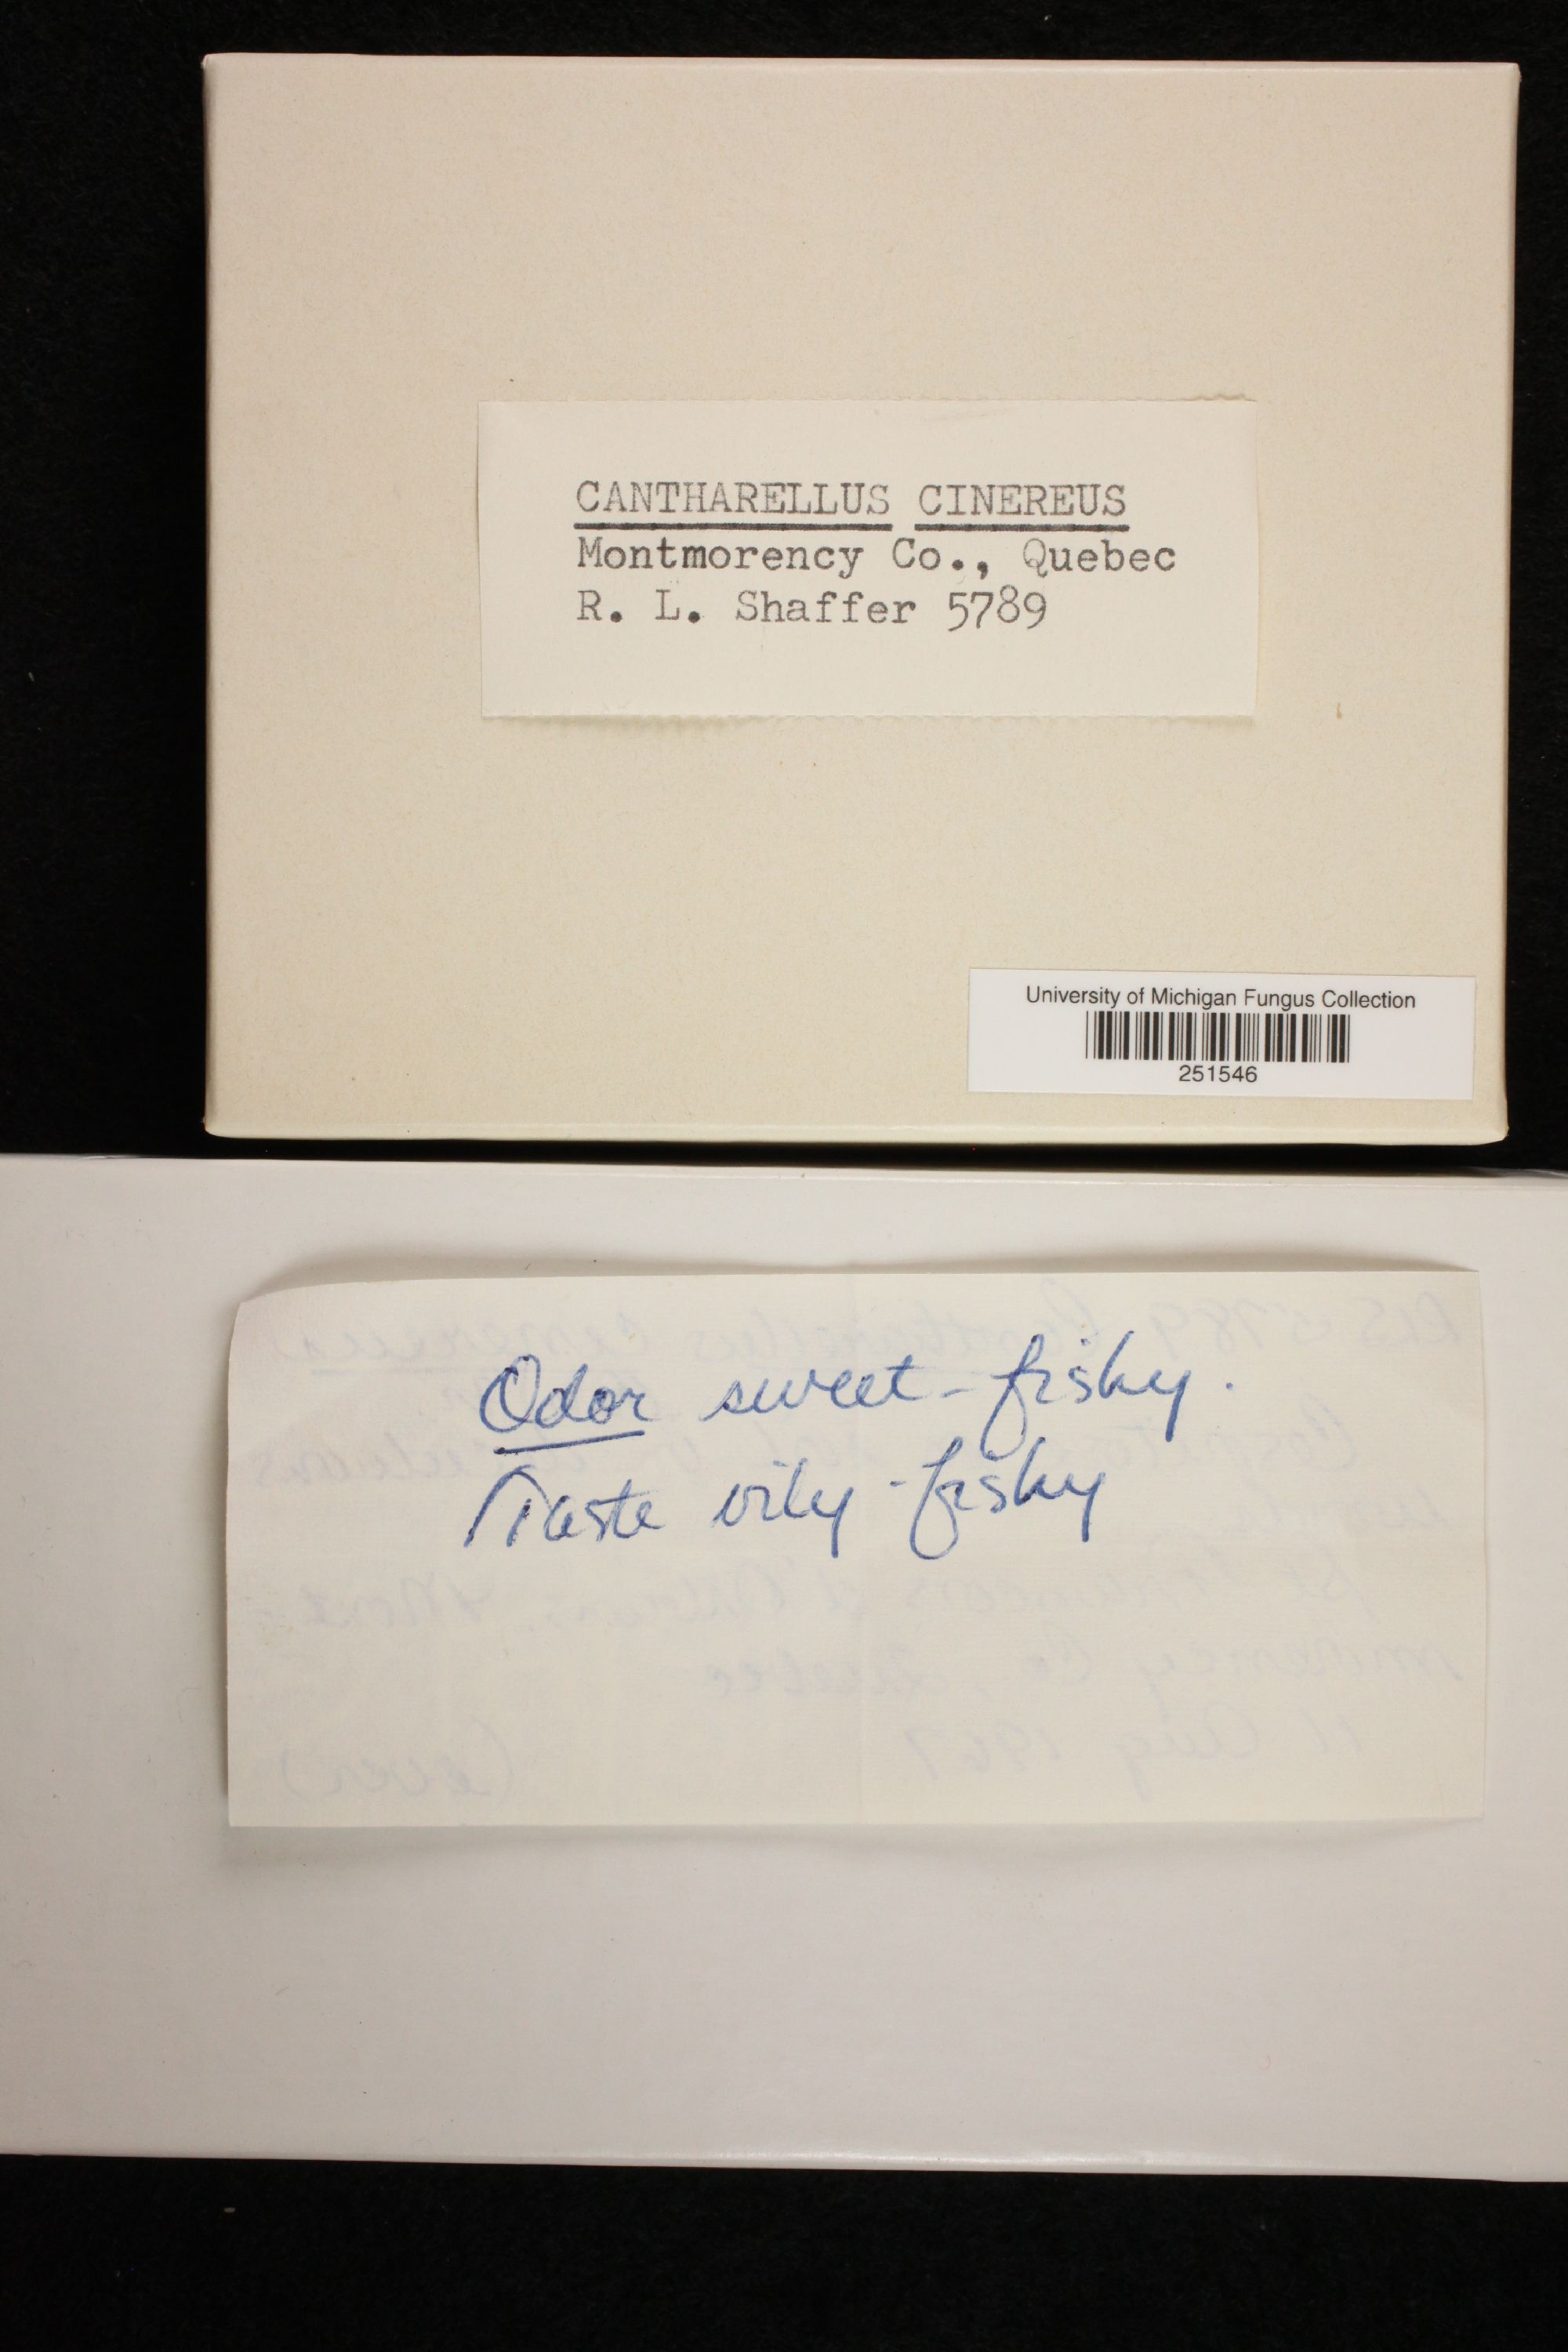 CANTHARELLUS CINEREUS
Montmorency Co., Quebec
R. L. Shaffer 5789
University of Michigan Fungus Collection
251546
Odor sweet-fishy.
Taste oily-fishy